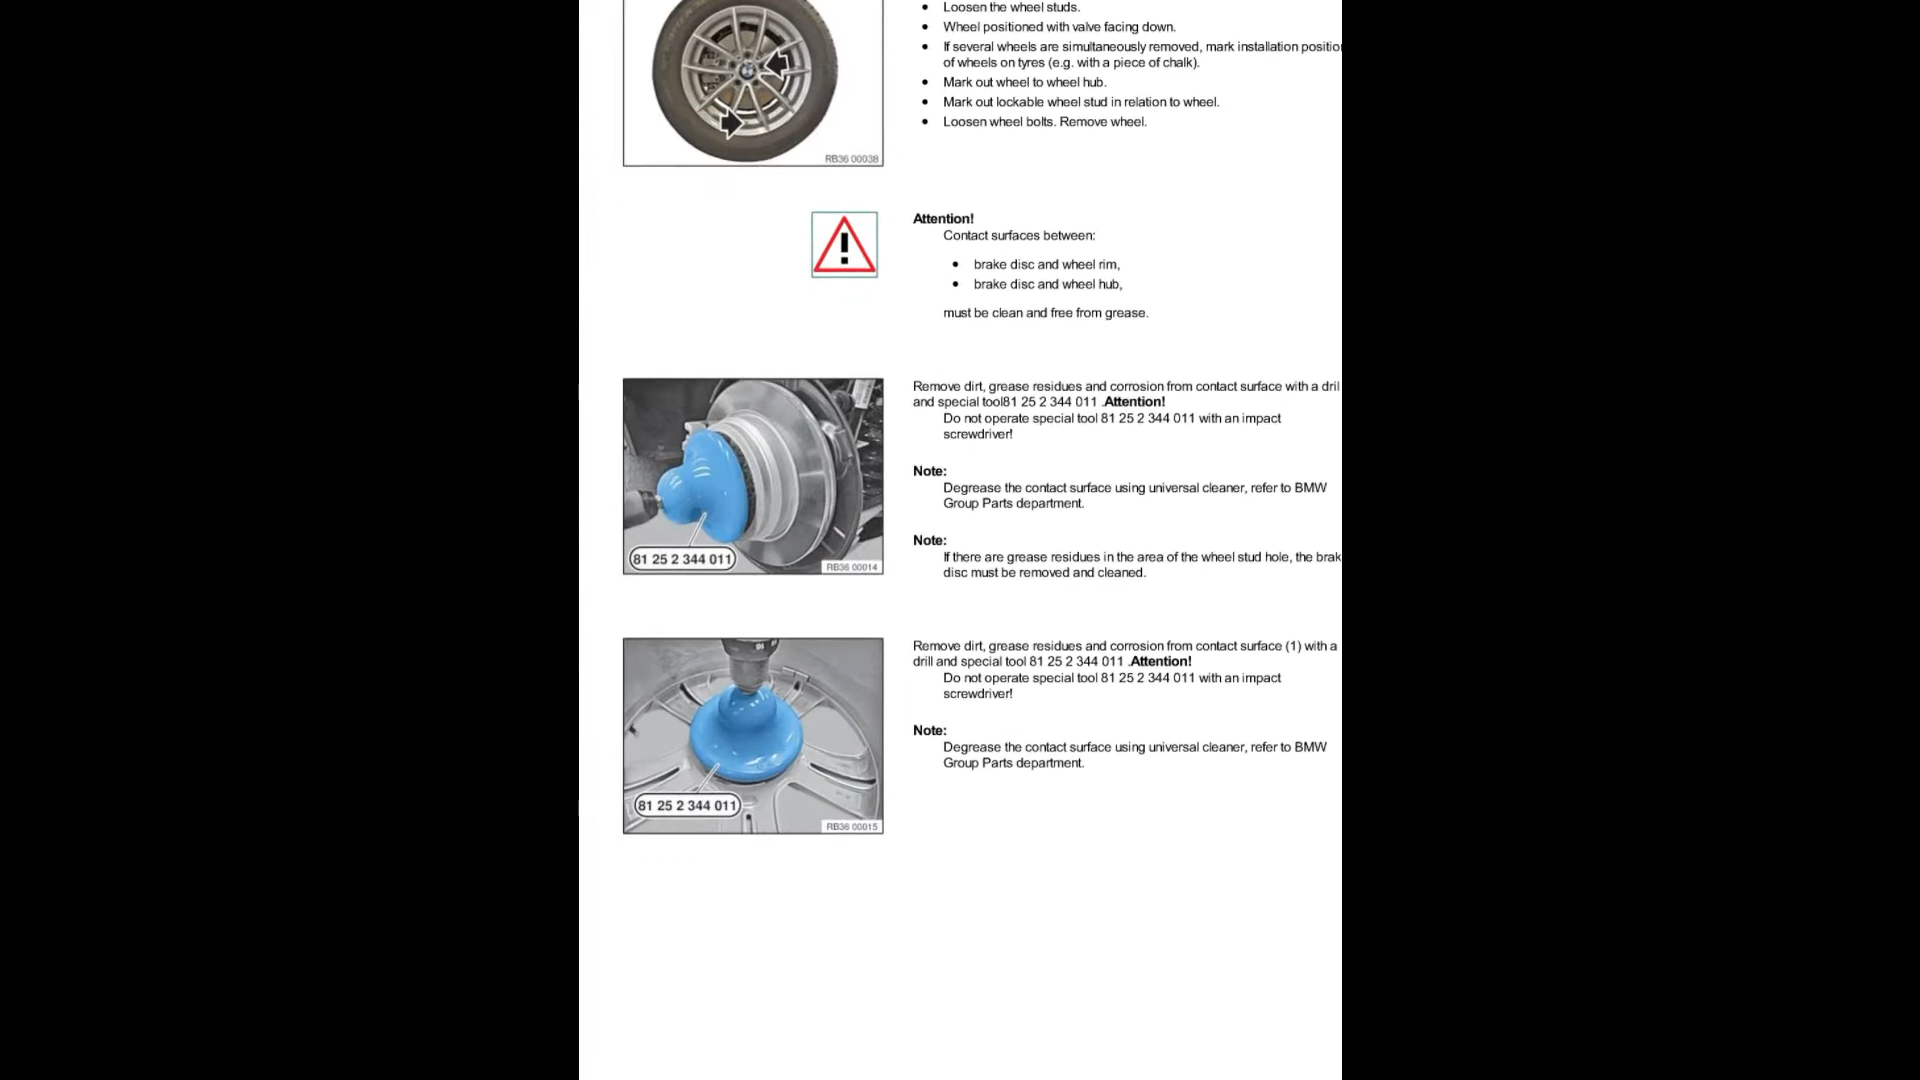 Loosen the wheel studs.
Wheel positioned with valve facing down.
If several wheels are simultaneously removed, mark installation positio
of wheels on tyres (e.g. with a piece of chalk).
Mark out wheel to wheel hub.
Mark out lockable wheel stud in relation to wheel.
Loosen wheel bolts. Remove wheel.
RB36 00038
Attention!
Contact surfaces between:
brake disc and wheel rim,
brake disc and wheel hub,
must be clean and free from grease.
Remove dirt, grease residues and corrosion from contact surface with a dril
and special tool81 25 2 344 011 .Attention!
Do not operate special tool 81 25 2 344 011 with an impact
screwdriver!
Note:
Degrease the contact surface using universal cleaner, refer to BMW
Group Parts department.
Note:
If there are grease residues in the area of the wheel stud hole, the brak
disc must be removed and cleaned.
81 25 2 344 011
RB36 00014
Remove dirt, grease residues and corrosion from contact surface (1) with a
drill and special tool 81 25 2 344 011 .Attention!
Do not operate special tool 81 25 2 344 011 with an impact
screwdriver!
Note:
Degrease the contact surface using universal cleaner, refer to BMW
Group Parts department.
81 25 2 344 011
RB36 00015